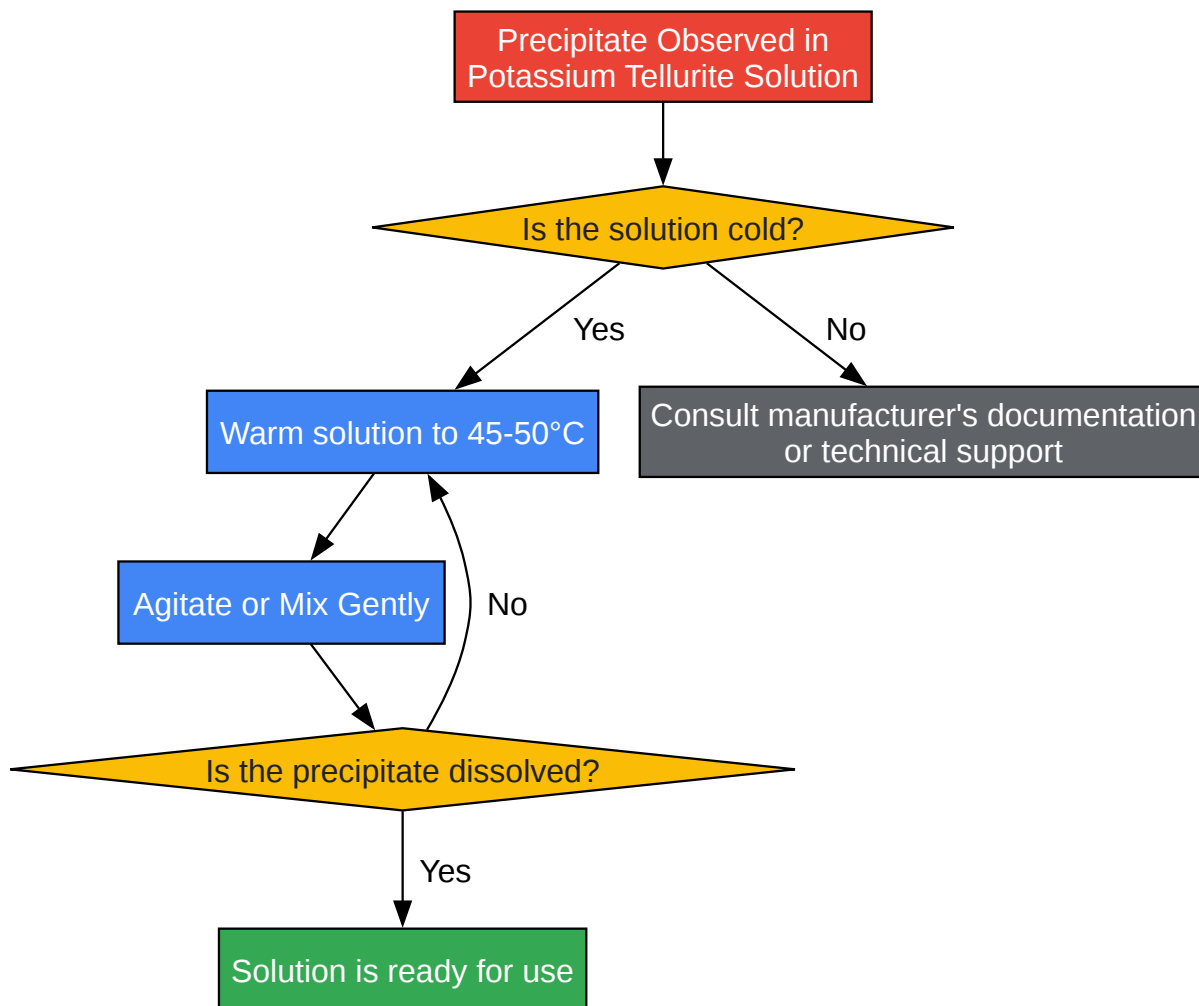 Precipitate Observed in
Potassium Tellurite Solution
Is the solution cold?
Yes
No
Warm solution to 45-50°C
Consult manufacturer's documentation
or technical support
Agitate or Mix Gently
No
Is the precipitate dissolved?
Yes
Solution is ready for use